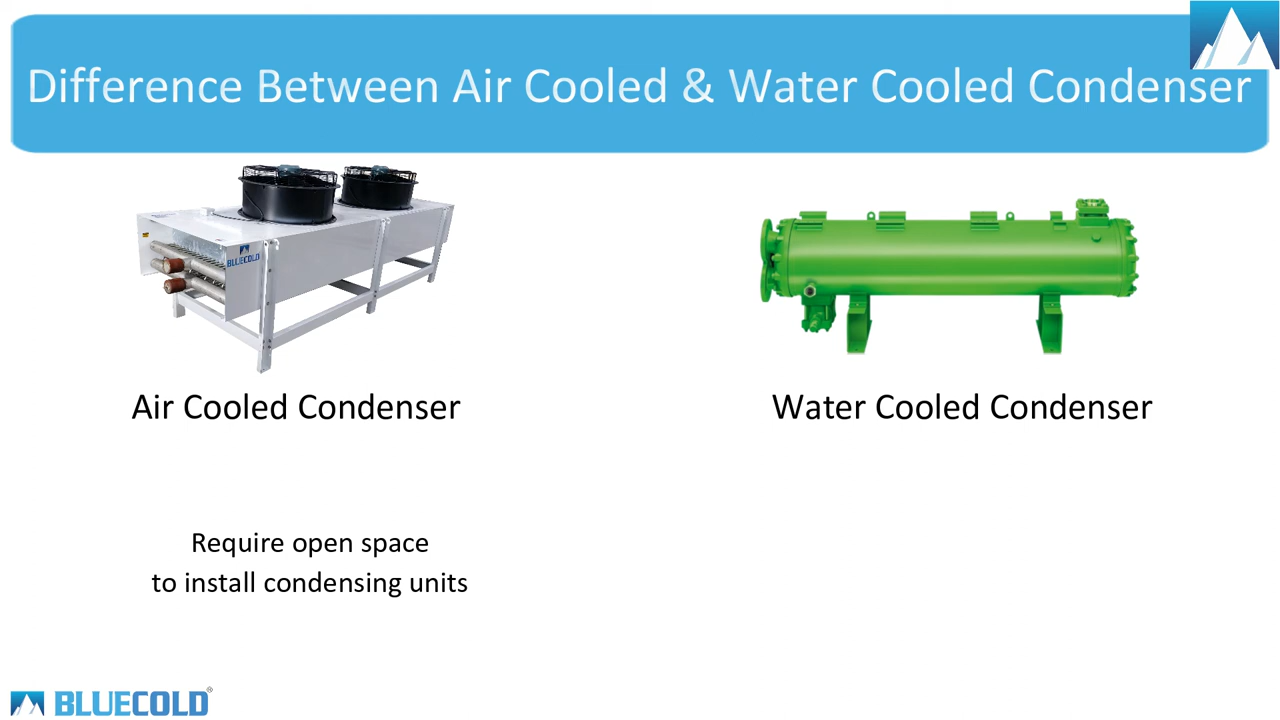 Difference Between Air Cooled & Water Cooled Condenser
BLUECOLD
Air Cooled Condenser
Water Cooled Condenser
Require open space
to install condensing units
BLUECOLD®